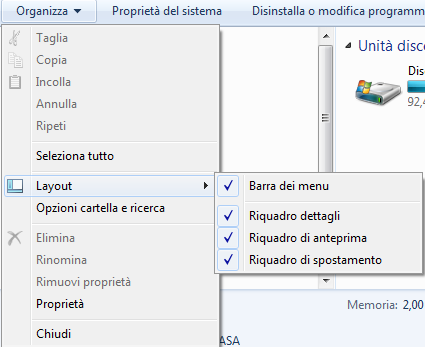 Organizza
Proprietà del sistema
Disinstalla o modifica programm
Taglia
Copia
Incolla
Annulla
Ripeti
Seleziona tutto
Layout
Opzioni cartella e ricerca
Elimina
Rinomina
Rimuovi proprietà
Proprietà
Chiudi
Barra dei menu
Riquadro dettagli
Riquadro di anteprima
Riquadro di spostamento
Unità disc
Disc
92,4
Memoria: 2,00
ASA